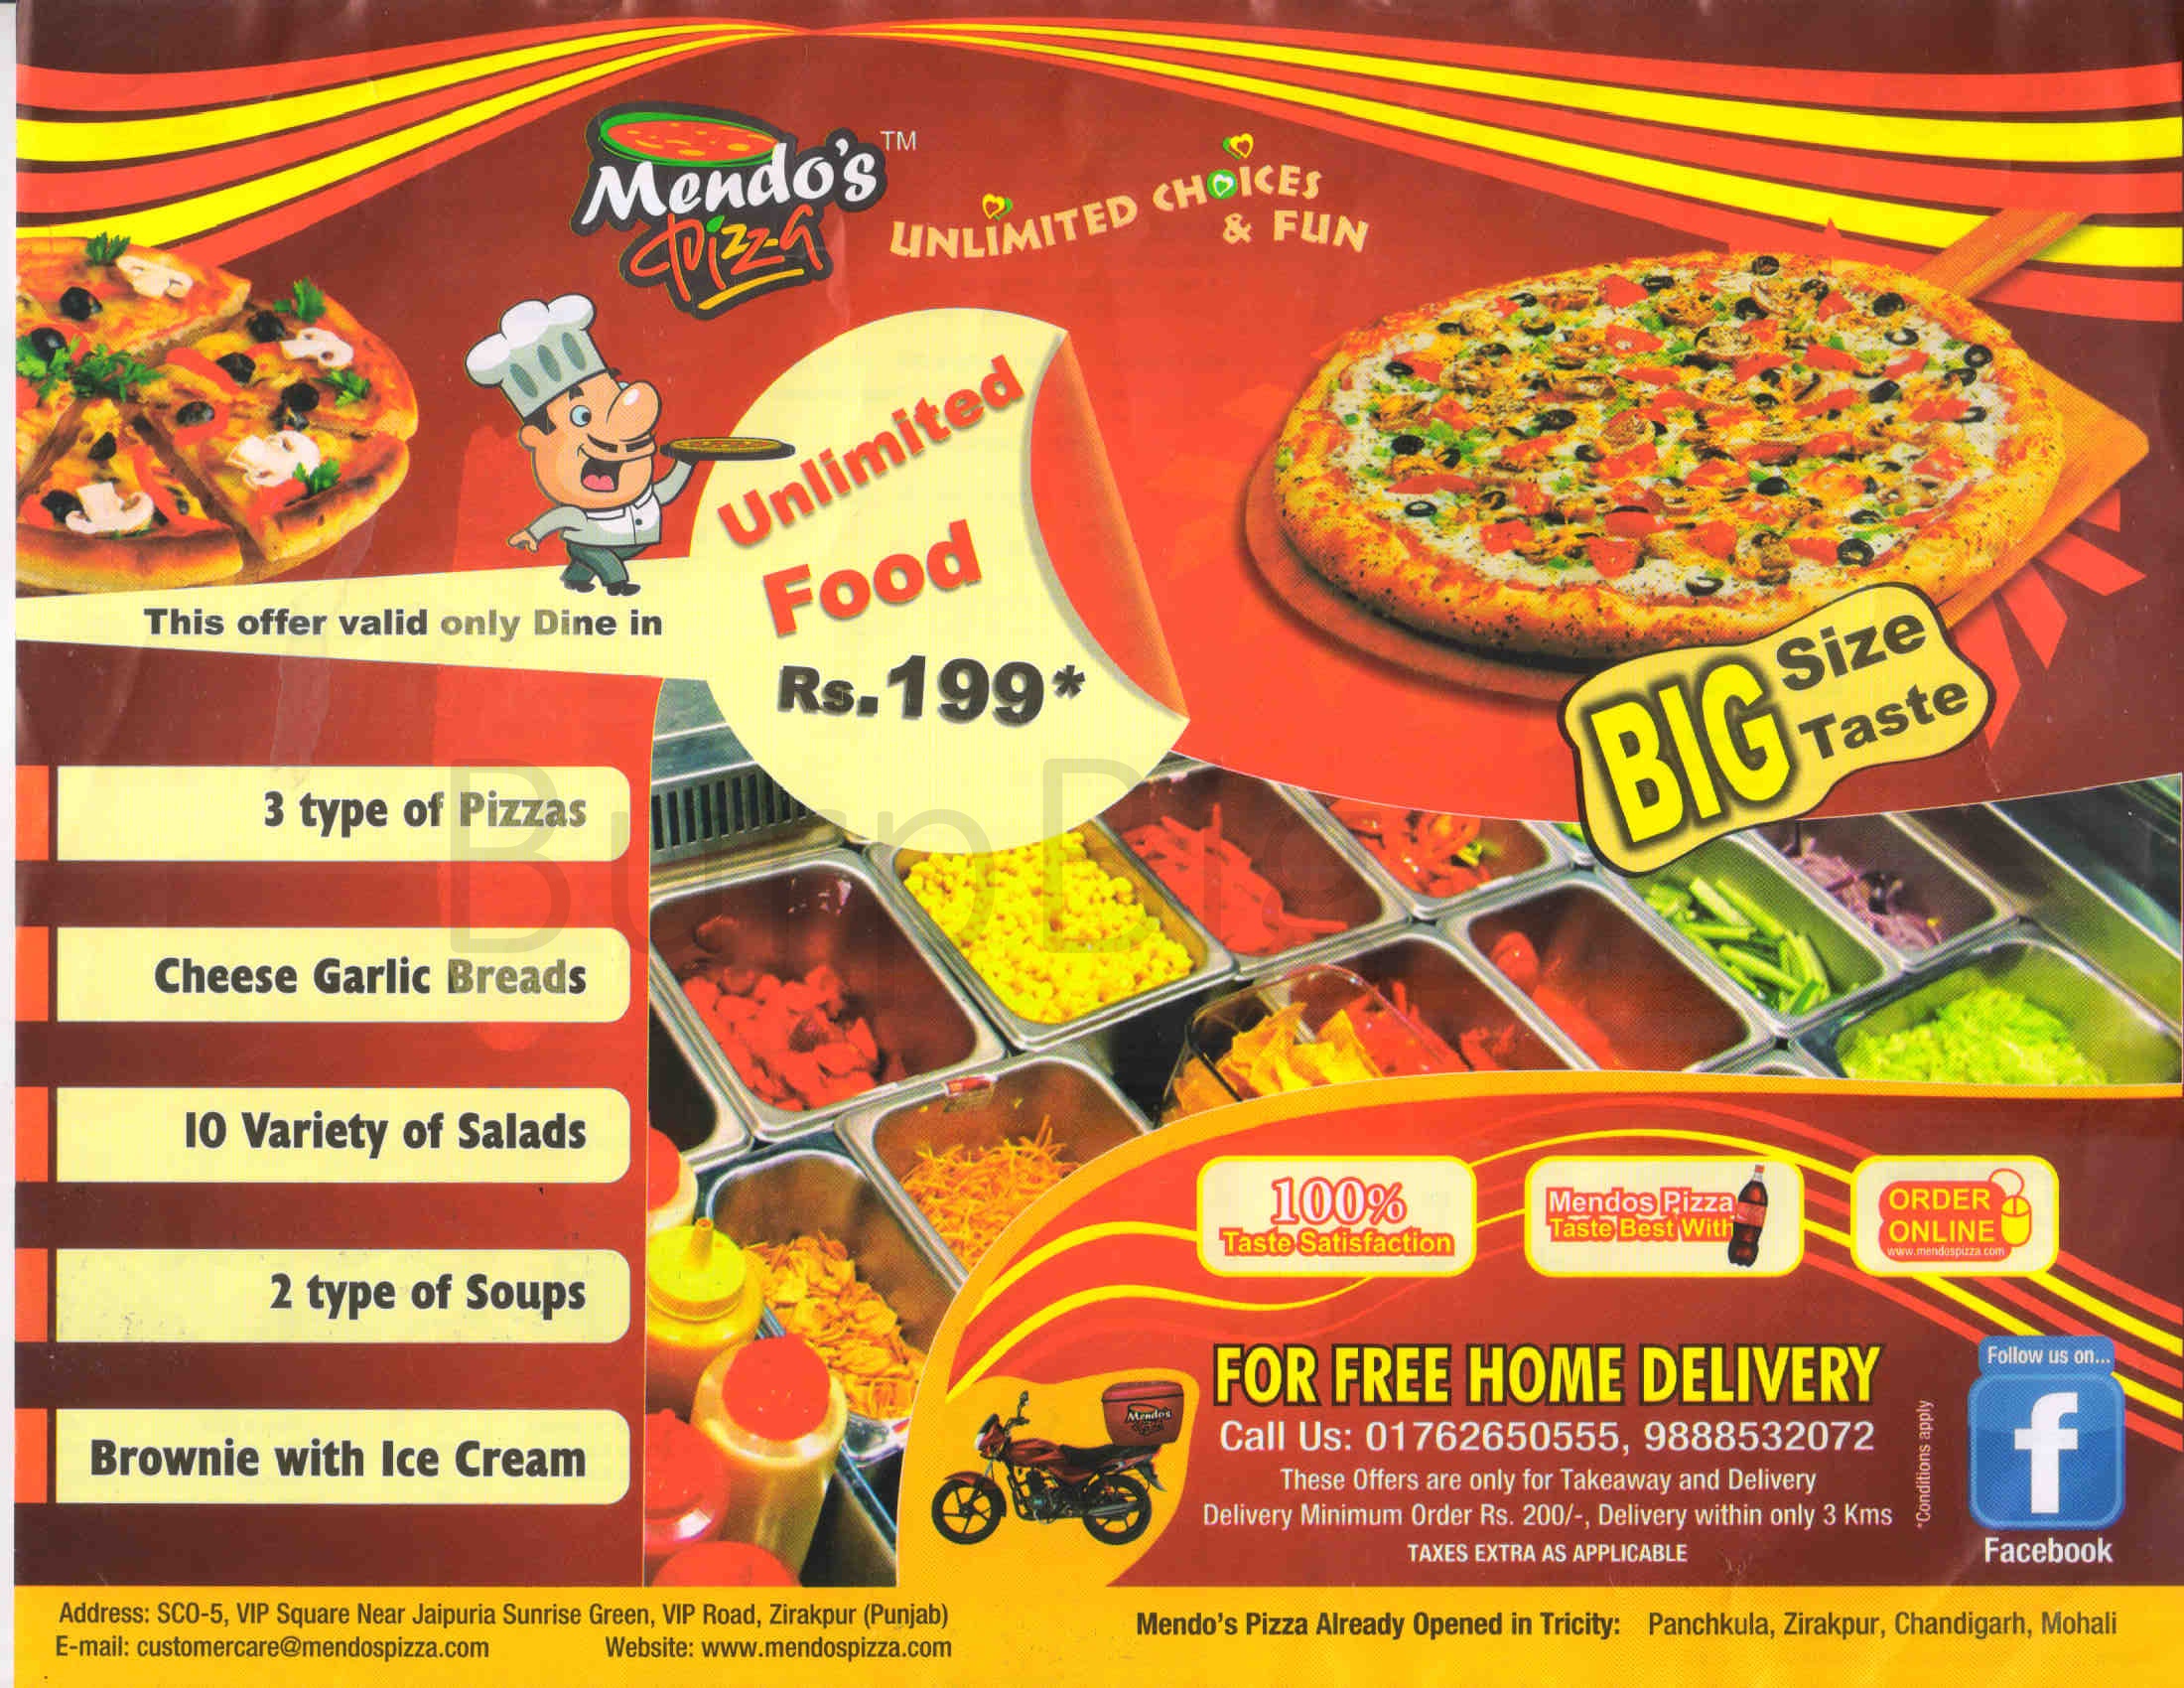 Mendo's TM
Pizza
UNLIMITED CHOICES
& FUN
Unlimited
Food
Rs.199*
This offer valid only Dine in
BIG Size
Taste
3 type of Pizzas
Cheese Garlic Breads
10 Variety of Salads
2 type of Soups
Brownie with Ice Cream
100%
Taste Satisfaction
Mendos Pizza
Taste Best With
ORDER
ONLINE
www.mendospizza.com
FOR FREE HOME DELIVERY
Call Us: 01762650555, 9888532072
These Offers are only for Takeaway and Delivery
Delivery Minimum Order Rs. 200/-, Delivery within only 3 Kms
TAXES EXTRA AS APPLICABLE
*Conditions apply
Follow us on...
f
Facebook
Mendos
Address: SCO-5, VIP Square Near Jaipuria Sunrise Green, VIP Road, Zirakpur (Punjab)
E-mail: customercare@mendospizza.com Website: www.mendospizza.com
Mendo's Pizza Already Opened in Tricity: Panchkula, Zirakpur, Chandigarh, Mohali